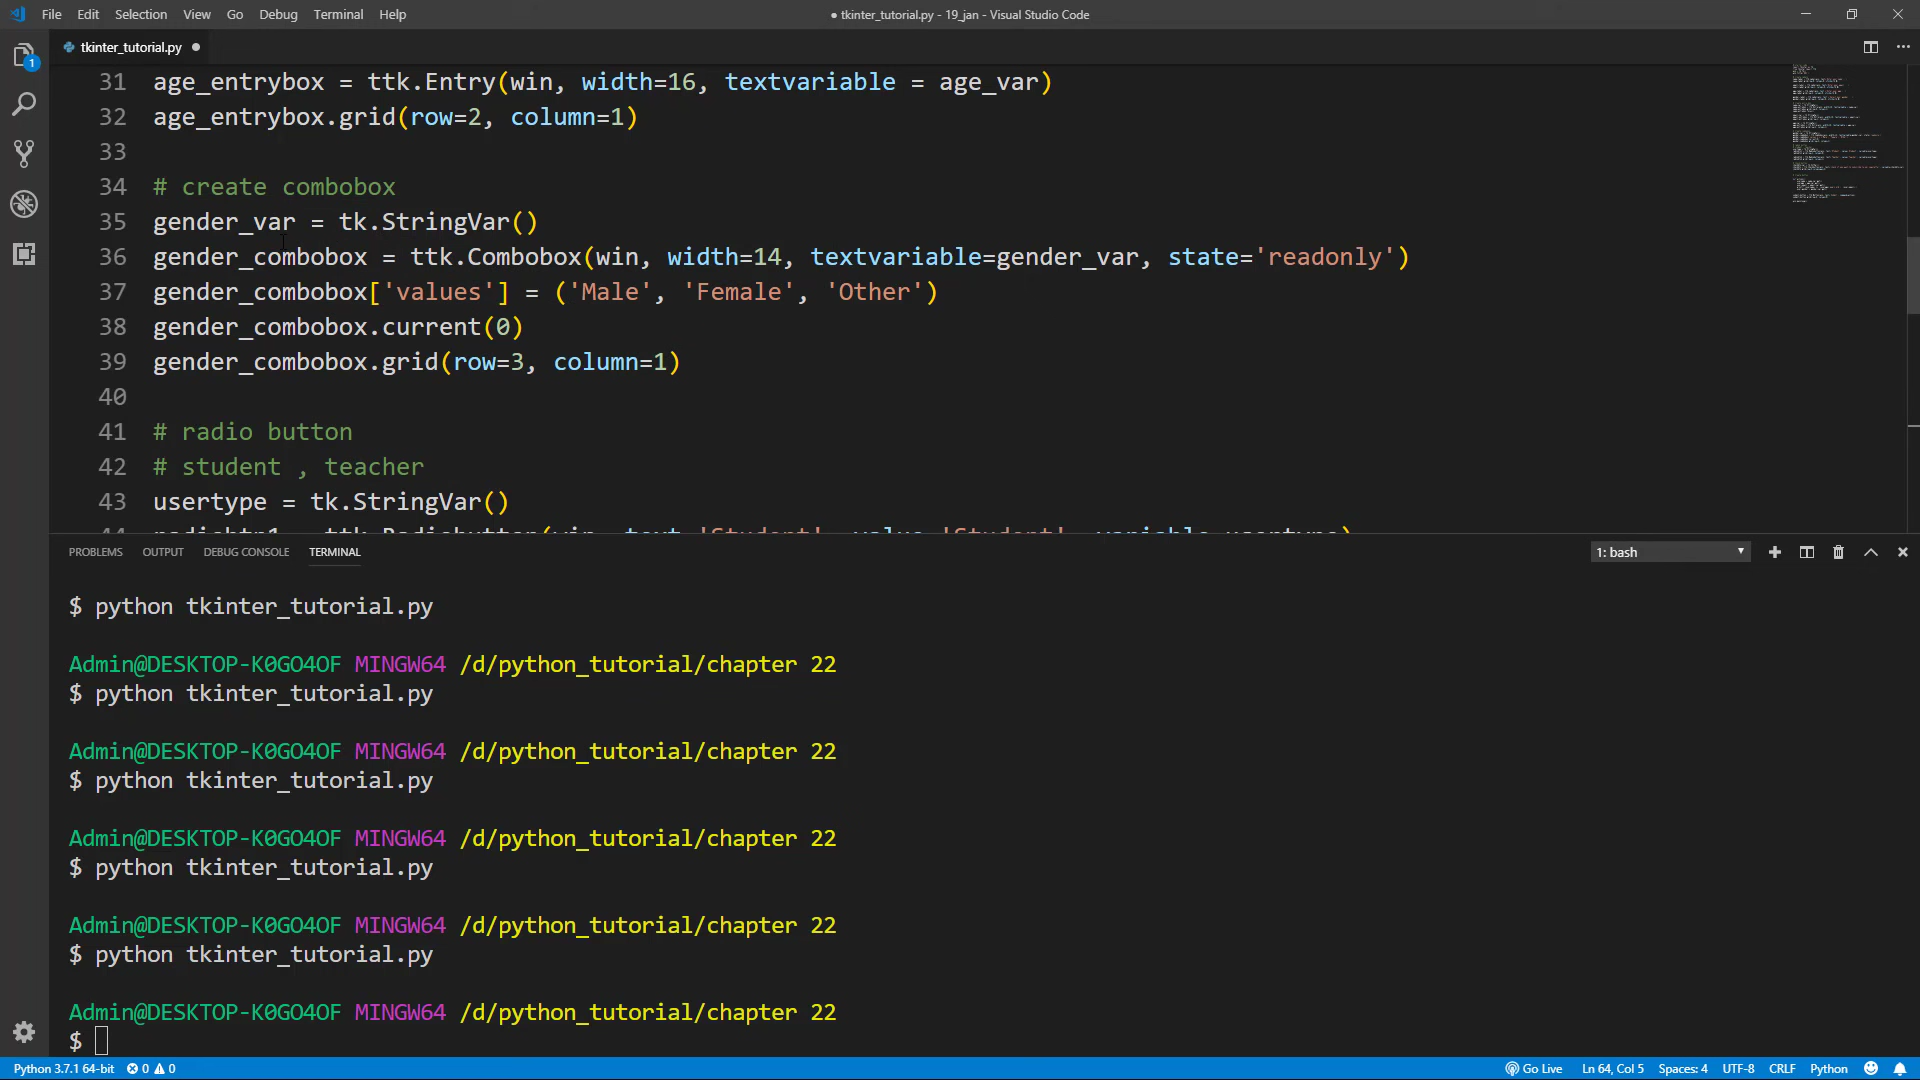 File Edit Selection View Go Debug Terminal Help
● tkinter_tutorial.py - 19_jan - Visual Studio Code
tkinter_tutorial.py ●
1
31 age_entrybox = ttk.Entry(win, width=16, textvariable = age_var)
32 age_entrybox.grid(row=2, column=1)
33
34 # create combobox
35 gender_var = tk.StringVar()
36 gender_combobox = ttk.Combobox(win, width=14, textvariable=gender_var, state='readonly')
37 gender_combobox['values'] = ('Male', 'Female', 'Other')
38 gender_combobox.current(0)
39 gender_combobox.grid(row=3, column=1)
40
41 # radio button
42 # student , teacher
43 usertype = tk.StringVar()
PROBLEMS OUTPUT DEBUG CONSOLE TERMINAL
1: bash
$ python tkinter_tutorial.py
Admin@DESKTOP-K0GO4OF MINGW64 /d/python_tutorial/chapter 22
$ python tkinter_tutorial.py
Admin@DESKTOP-K0GO4OF MINGW64 /d/python_tutorial/chapter 22
$ python tkinter_tutorial.py
Admin@DESKTOP-K0GO4OF MINGW64 /d/python_tutorial/chapter 22
$ python tkinter_tutorial.py
Admin@DESKTOP-K0GO4OF MINGW64 /d/python_tutorial/chapter 22
$ python tkinter_tutorial.py
Admin@DESKTOP-K0GO4OF MINGW64 /d/python_tutorial/chapter 22
$
Python 3.7.1 64-bit 0 0
Go Live Ln 64, Col 5 Spaces: 4 UTF-8 CRLF Python